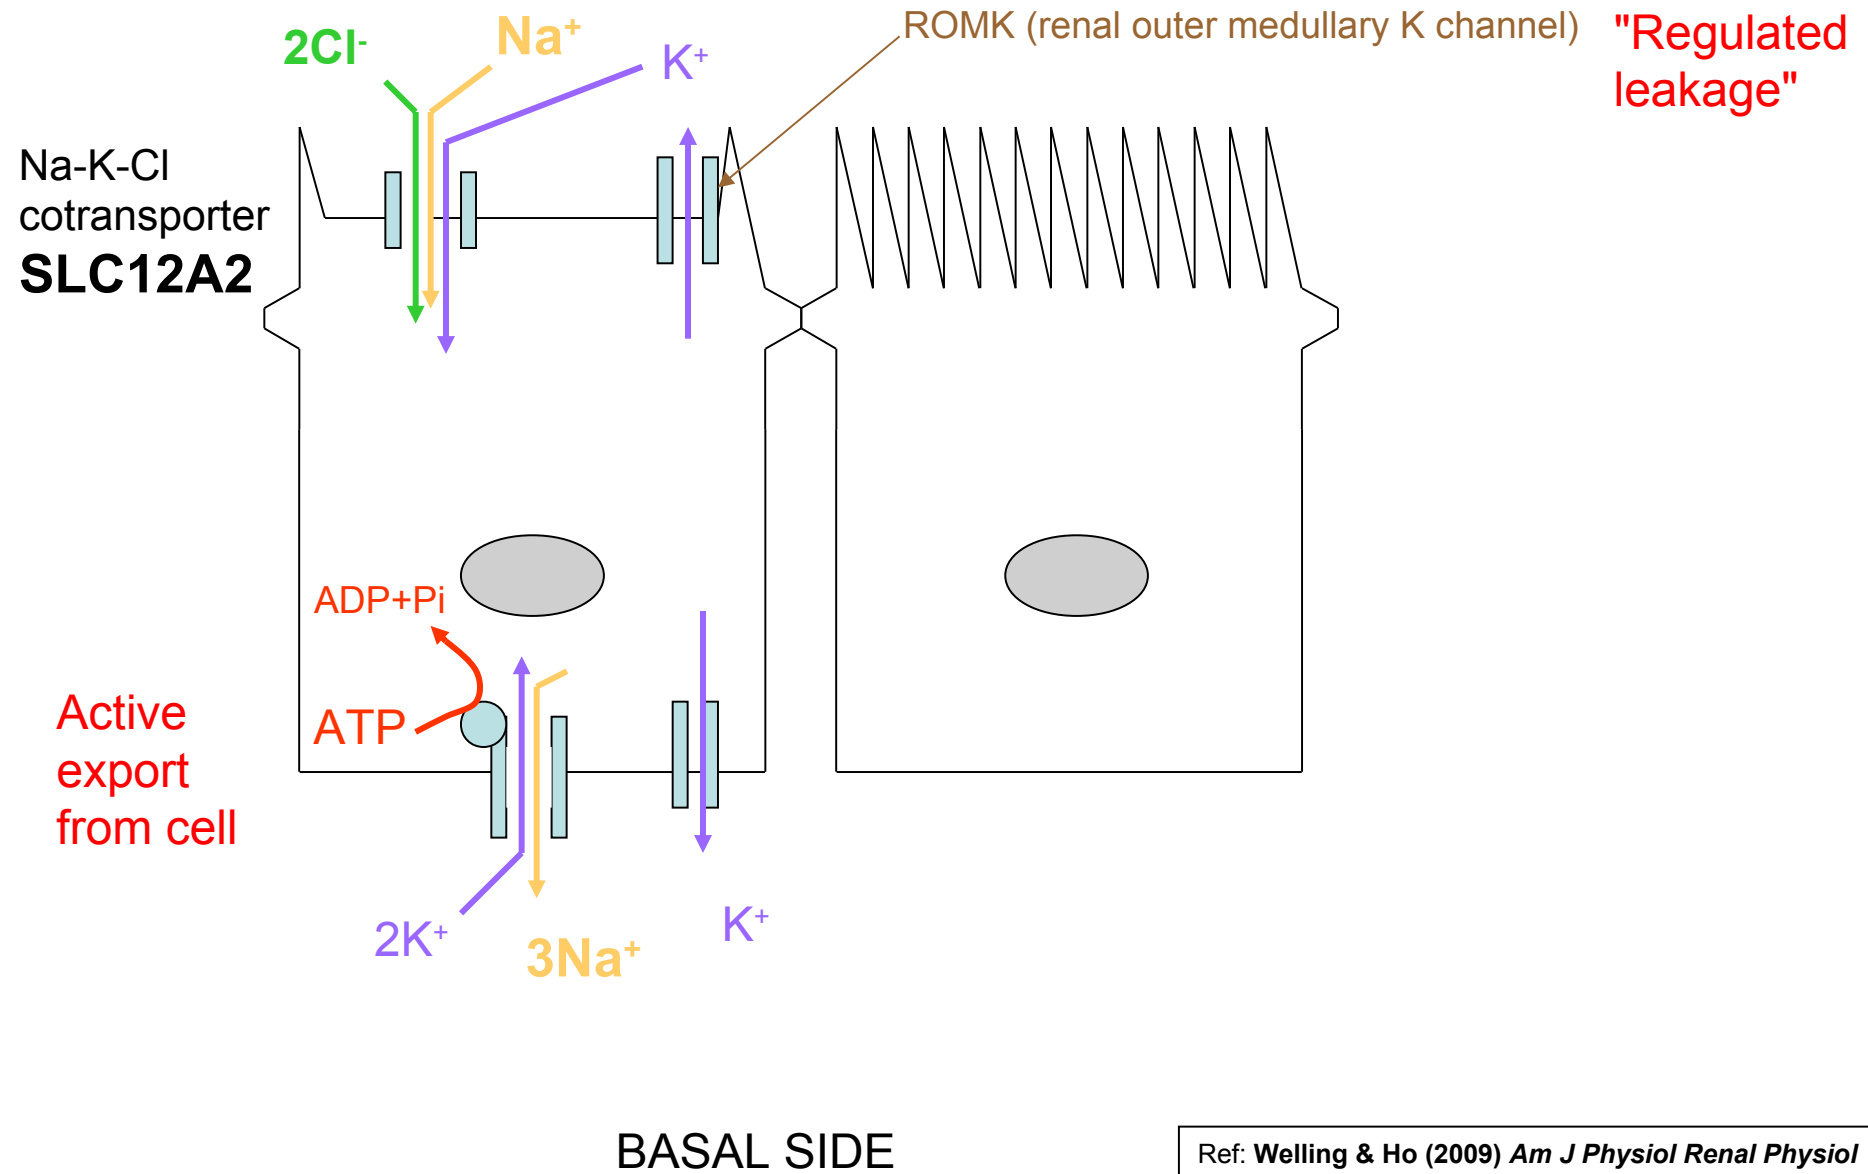 2Cl⁻
Na⁺
K⁺
ROMK (renal outer medullary K channel)
"Regulated
leakage"
Na-K-Cl
cotransporter
SLC12A2
ADP+Pi
ATP
Active
export
from cell
2K⁺
3Na⁺
K⁺
BASAL SIDE
Ref: Welling & Ho (2009) Am J Physiol Renal Physiol